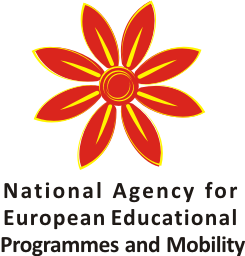 National Agency for
European Educational
Programmes and Mobility